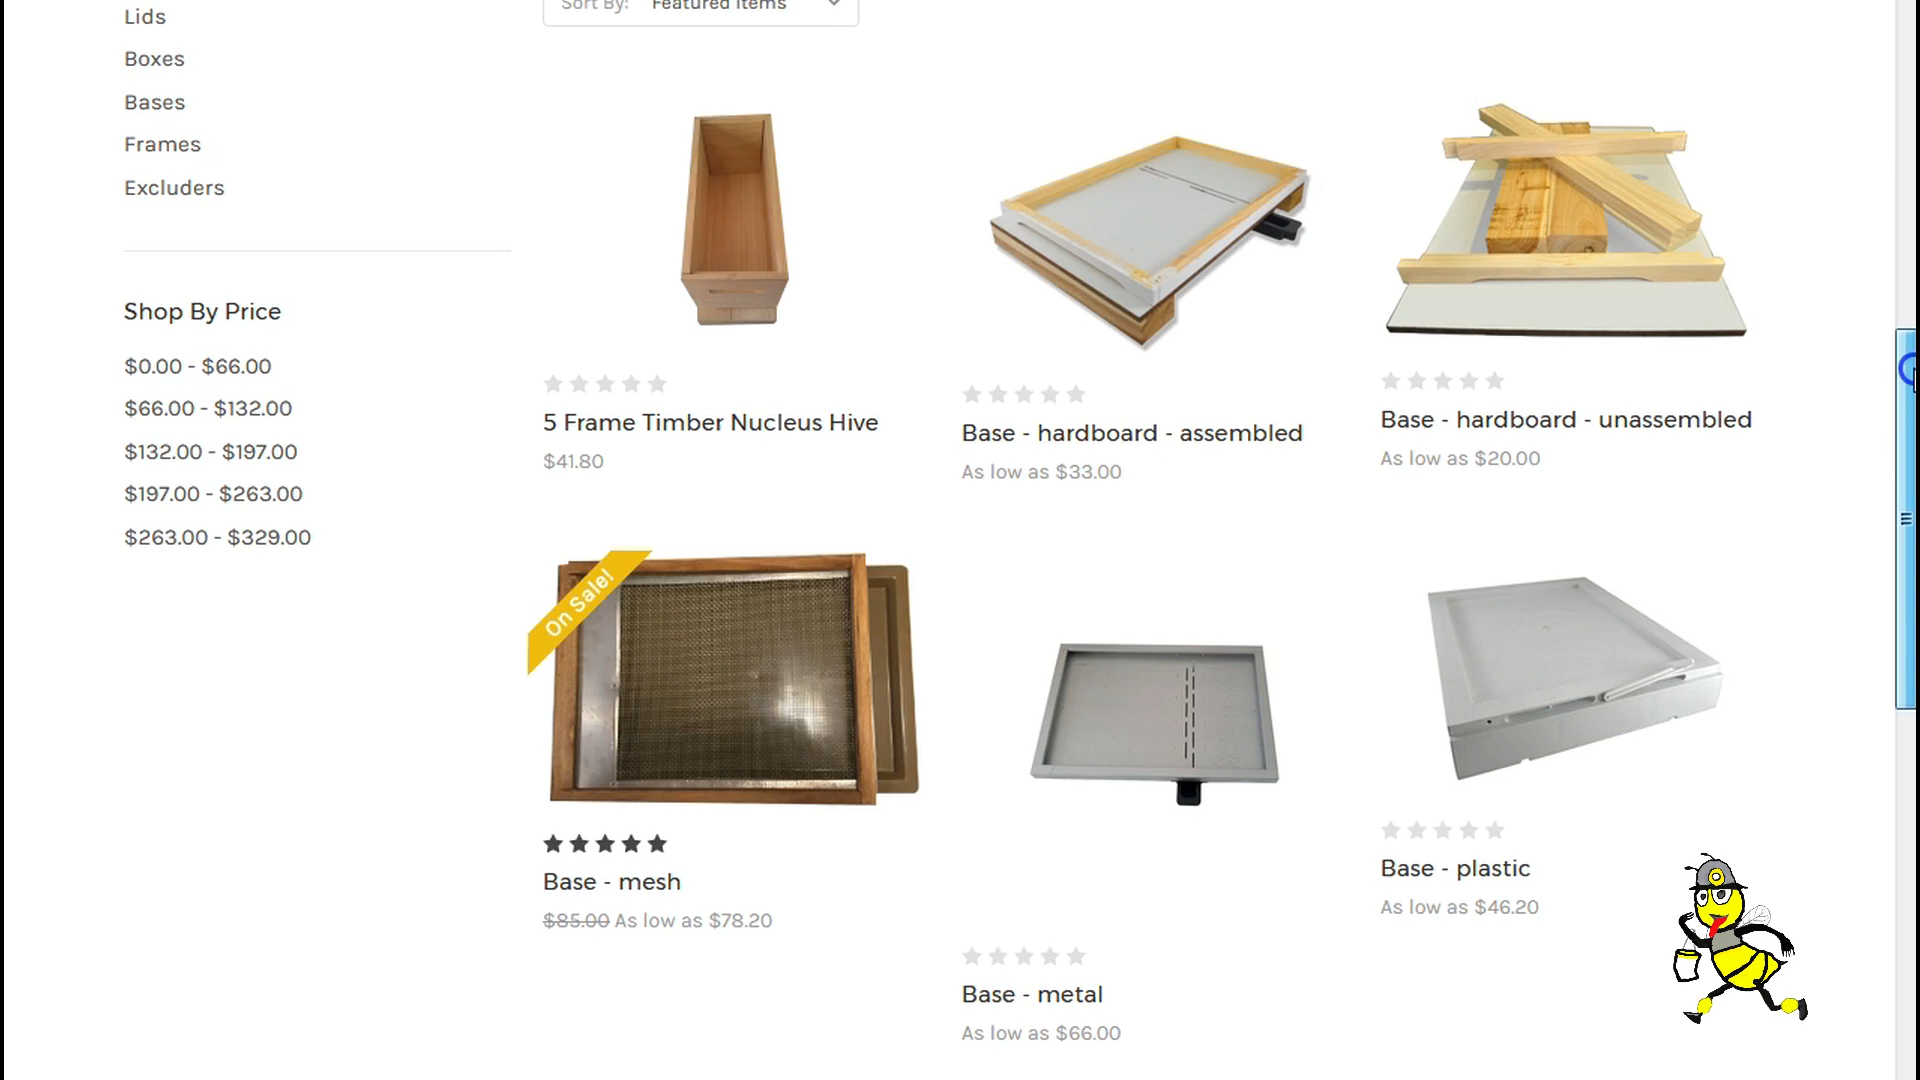 Lids
Boxes
Bases
Frames
Excluders
Shop By Price
$0.00 - $66.00
$66.00 - $132.00
$132.00 - $197.00
$197.00 - $263.00
$263.00 - $329.00
Sort By: Featured Items
5 Frame Timber Nucleus Hive
$41.80
Base - hardboard - assembled
As low as $33.00
Base - hardboard - unassembled
As low as $20.00
On Sale!
Base - mesh
$85.00 As low as $78.20
Base - metal
As low as $66.00
Base - plastic
As low as $46.20